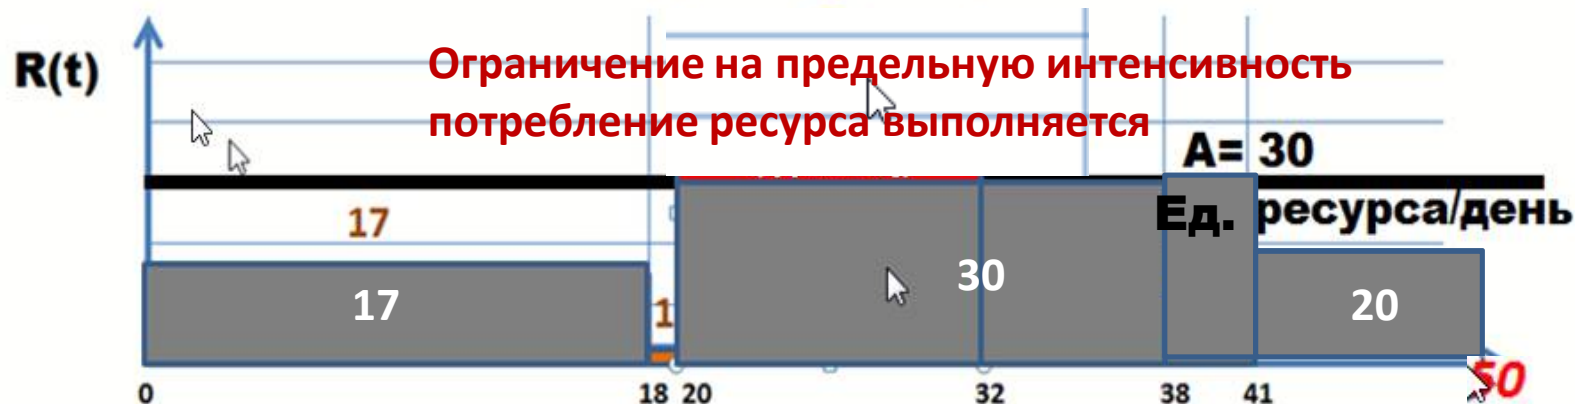 R(t)
Ограничение на предельную интенсивность
потребление ресурса выполняется
A= 30
Ед. ресурса/день
17
17
1
30
20
0 18 20 32 38 41 50